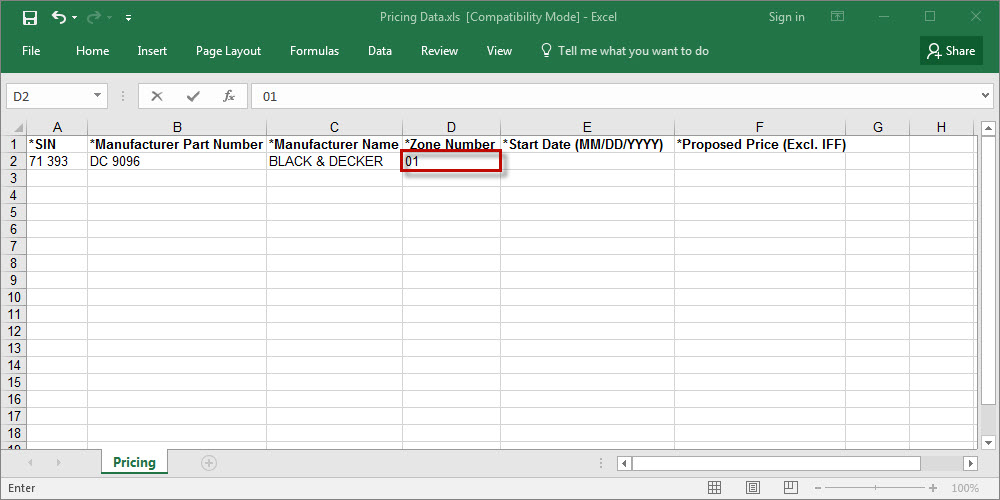 Pricing Data.xls [Compatibility Mode] - Excel
Sign in
File Home Insert Page Layout Formulas Data Review View Tell me what you want to do Share
D2 fx 01
A B C D E F G H
1 *SIN *Manufacturer Part Number *Manufacturer Name *Zone Number *Start Date (MM/DD/YYYY) *Proposed Price (Excl. IFF)
2 71 393 DC 9096 BLACK & DECKER 01
3
4
5
6
7
8
9
10
11
12
13
14
15
16
17
18
19
Pricing
Enter 100%